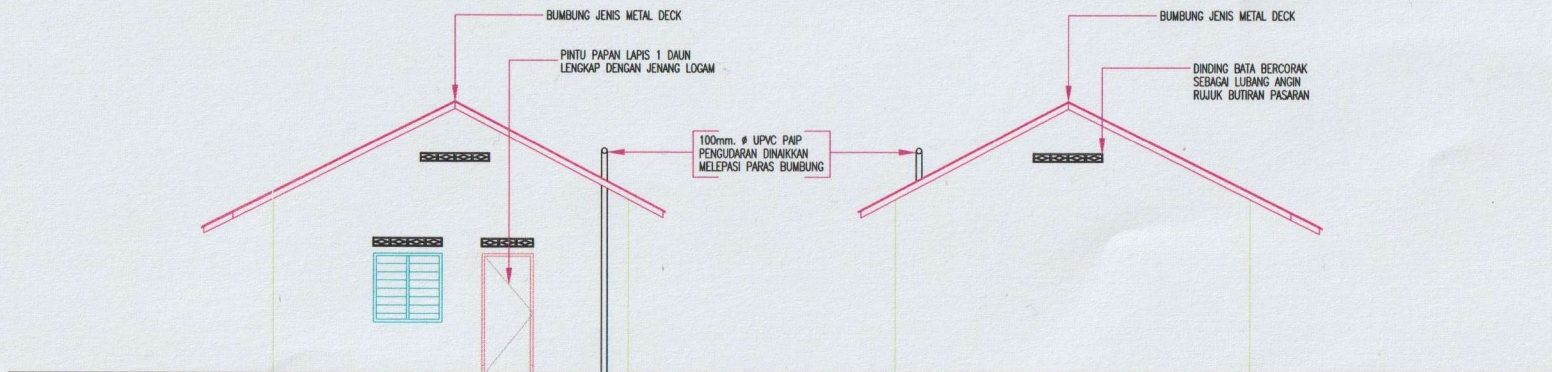 BUMBUNG JENIS METAL DECK
PINTU PAPAN LAPIS 1 DAUN
LENGKAP DENGAN JENANG LOGAM
100mm. ø UPVC PAIP
PENGUDARAN DINAIKKAN
MELEPASI PARAS BUMBUNG
BUMBUNG JENIS METAL DECK
DINDING BATA BERCORAK
SEBAGAI LUBANG ANGIN
RUJUK BUTIRAN PASARAN